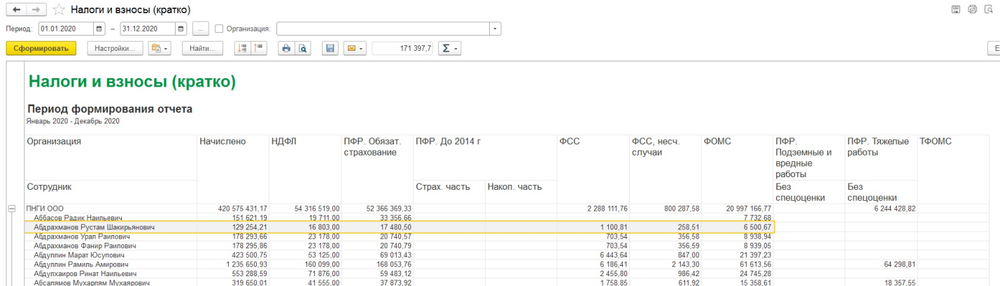 Налоги и взносы (кратко)
Период: 01.01.2020 – 31.12.2020 ... Организация:
Сформировать Настройки... Найти... 171 397,7 Σ Е
Налоги и взносы (кратко)
Период формирования отчета
Январь 2020 - Декабрь 2020
Организация Начислено НДФЛ ПФР. Обязат. страхование ПФР. До 2014 г ФСС ФСС, несч. случаи ФОМС ПФР. Подземные и вредные работы ПФР. Тяжелые работы ТФОМС
Сотрудник Страх. часть Накоп. часть Без спецоценки Без спецоценки
ПНГИ ООО 420 575 431,17 54 316 519,00 52 366 369,33 2 288 111,76 800 287,58 20 997 166,77 6 244 428,82
Аббасов Радик Наильевич 151 621,19 19 711,00 33 356,66 7 732,68
Абдрахманов Рустам Шакирьянович 129 254,21 16 803,00 17 480,50 1 100,81 258,51 6 500,67
Абдрахманов Урал Раилович 178 293,66 23 178,00 20 740,57 703,54 356,58 8 938,94
Абдрахманов Фанир Раилович 178 295,86 23 178,00 20 740,79 703,54 356,59 8 939,05
Абдуллин Марат Юсупович 423 500,75 53 125,00 69 013,43 6 443,64 847,00 21 397,23
Абдуллин Рамиль Амирович 1 235 650,93 160 099,00 168 053,76 6 186,41 2 143,30 61 613,56 64 298,81
Абдулхаиров Ринат Наильевич 553 288,59 71 876,00 59 483,12 2 455,80 986,42 24 745,28
Абсалямов Мухарлям Мухаярович 319 650,01 41 555,00 37 873,92 1 758,85 611,92 15 358,61 18 357,55